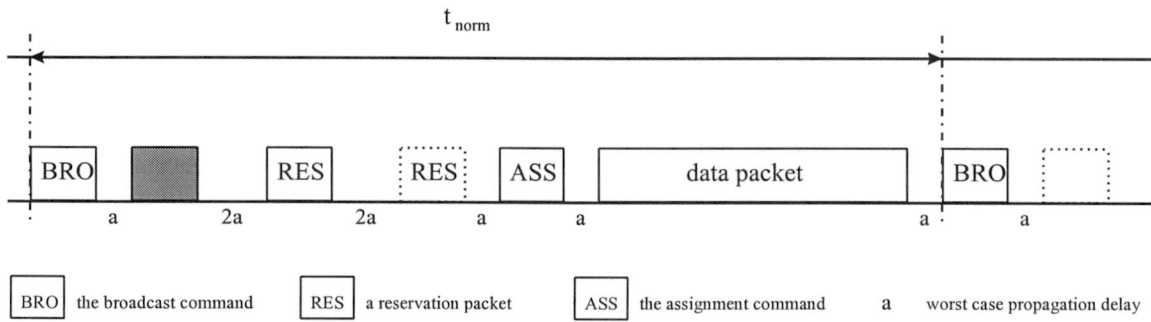 t norm
BRO RES RES ASS data packet BRO
a 2a 2a a a a a
BRO the broadcast command RES a reservation packet ASS the assignment command a worst case propagation delay